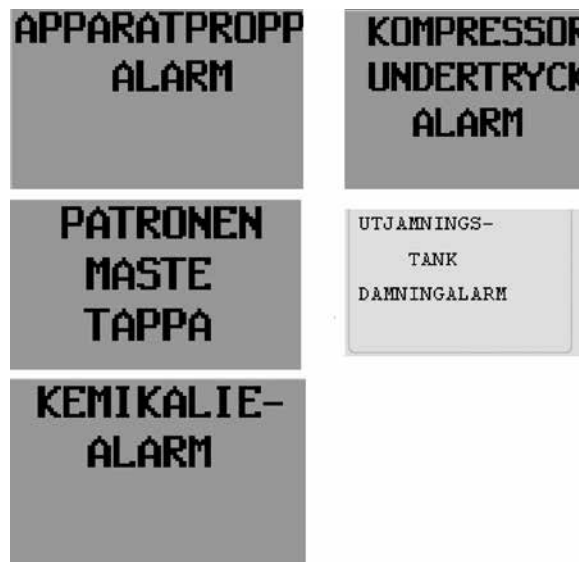 APPARATPROPP
ALARM
KOMPRESSOR
UNDERTRYCK
ALARM
PATRONEN
MASTE
TAPPA
UTJAMNINGS-
TANK
DAMNINGALARM
KEMIKALIE-
ALARM